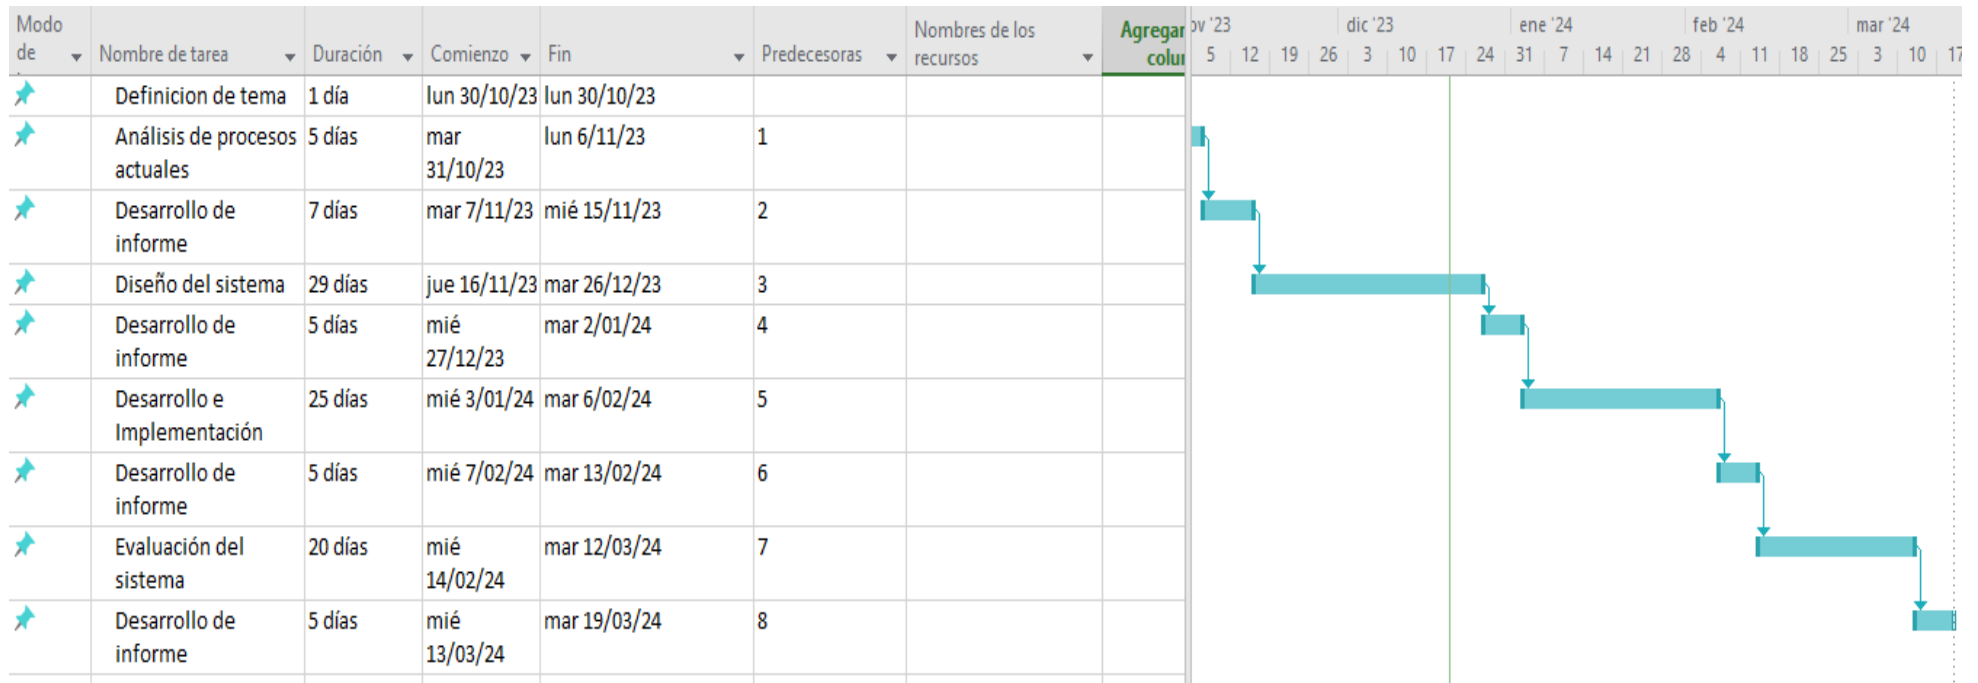 Modo
de
Nombre de tarea
Duración
Comienzo
Fin
Predecesoras
Nombres de los
recursos
Agregar
colu
ov '23
dic '23
ene '24
feb '24
mar '24
5 12 19 26 3 10 17 24 31 7 14 21 28 4 11 18 25 3 10 17
Definicion de tema 1 día lun 30/10/23 lun 30/10/23
Análisis de procesos 5 días mar lun 6/11/23 1
actuales 31/10/23
Desarrollo de 7 días mar 7/11/23 mié 15/11/23 2
informe
Diseño del sistema 29 días jue 16/11/23 mar 26/12/23 3
Desarrollo de 5 días mié mar 2/01/24 4
informe 27/12/23
Desarrollo e 25 días mié 3/01/24 mar 6/02/24 5
Implementación
Desarrollo de 5 días mié 7/02/24 mar 13/02/24 6
informe
Evaluación del 20 días mié mar 12/03/24 7
sistema 14/02/24
Desarrollo de 5 días mié mar 19/03/24 8
informe 13/03/24